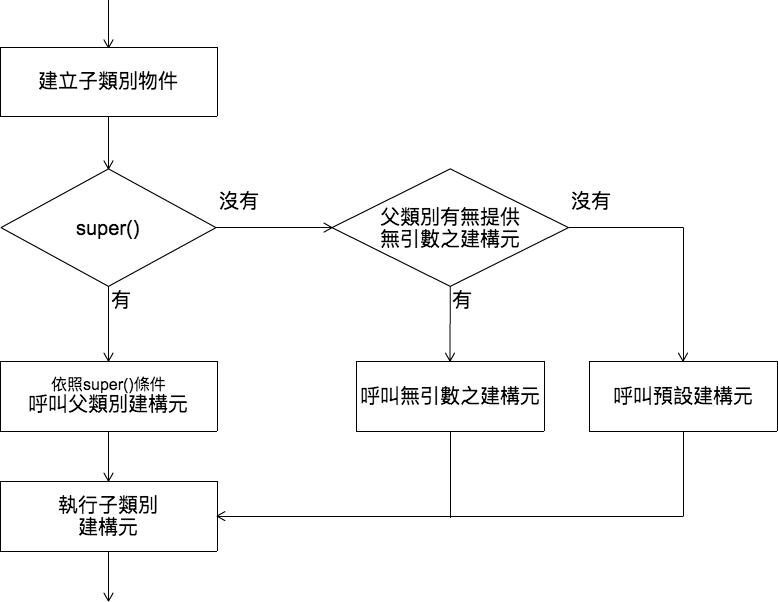 建立子類別物件
super()
沒有
父類別有無提供
無引數之建構元
沒有
有
有
依照super()條件
呼叫父類別建構元
呼叫無引數之建構元
呼叫預設建構元
執行子類別
建構元